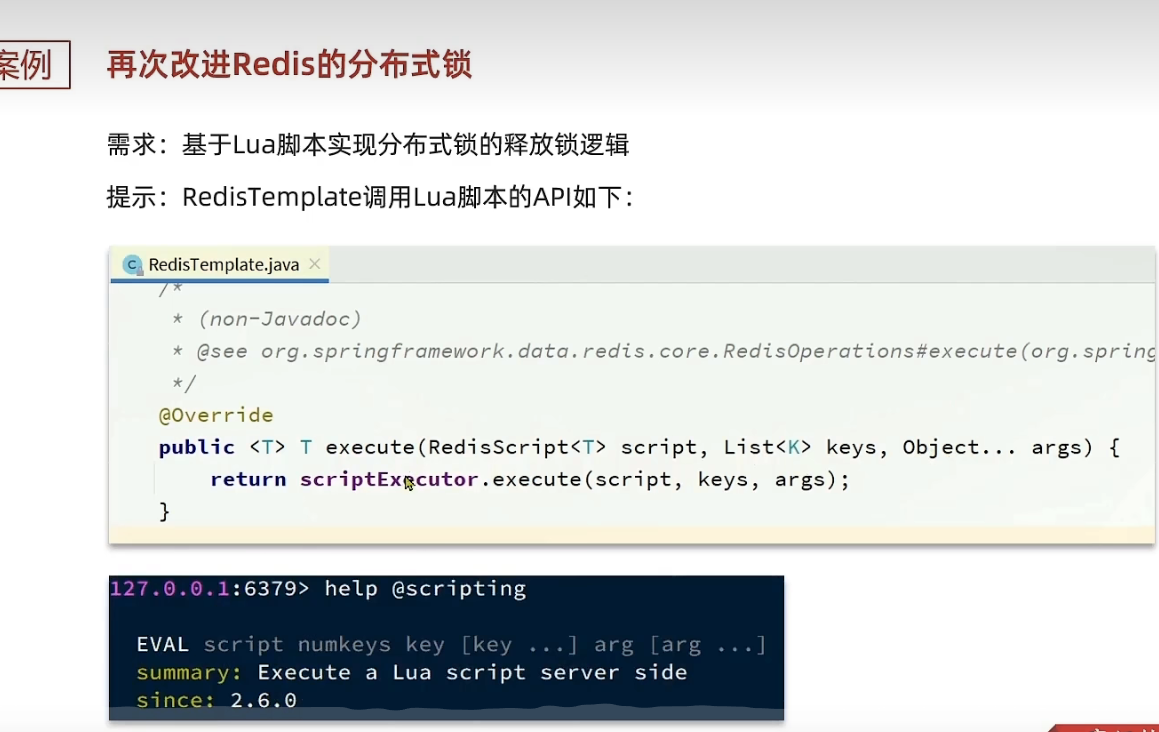 案例
再次改进Redis的分布式锁
需求：基于Lua脚本实现分布式锁的释放锁逻辑
提示：RedisTemplate调用Lua脚本的API如下：
C RedisTemplate.java ×
/*
* (non-Javadoc)
* @see org.springframework.data.redis.core.RedisOperations#execute(org.spring
*/
@Override
public <T> T execute(RedisScript<T> script, List<K> keys, Object... args) {
return scriptExecutor.execute(script, keys, args);
}
127.0.0.1:6379> help @scripting
EVAL script numkeys key [key ...] arg [arg ...]
summary: Execute a Lua script server side
since: 2.6.0